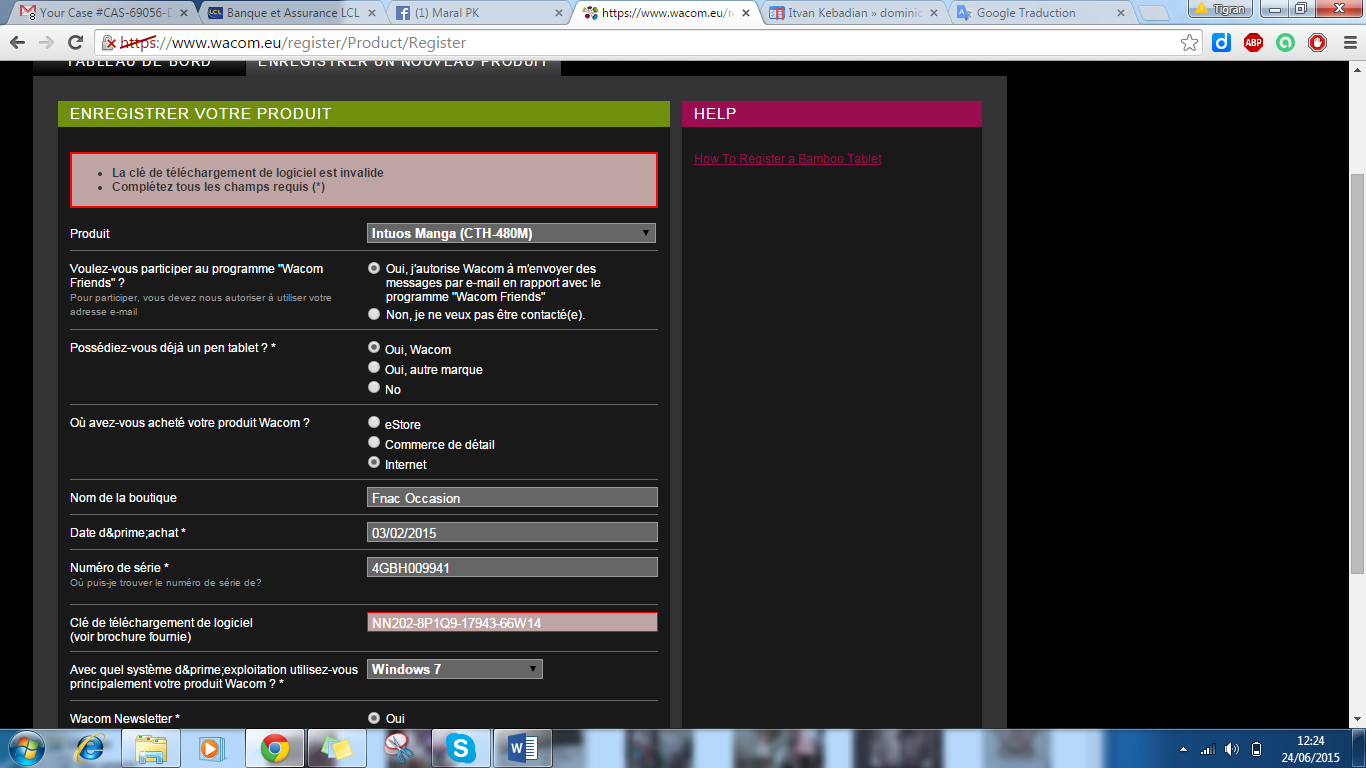 Your Case #CAS-69056-D
Banque et Assurance LCL
(1) Maral PK
https://www.wacom.eu/re
Itvan Kebadian » dominic
Google Traduction
Tigran
https://www.wacom.eu/register/Product/Register
TABLEAU DE BORD
ENREGISTRER UN NOUVEAU PRODUIT
ENREGISTRER VOTRE PRODUIT
HELP
How To Register a Bamboo Tablet
• La clé de téléchargement de logiciel est invalide
• Complétez tous les champs requis (*)
Produit
Intuos Manga (CTH-480M)
Voulez-vous participer au programme "Wacom
Friends" ?
Pour participer, vous devez nous autoriser à utiliser votre
adresse e-mail
Oui, j'autorise Wacom à m'envoyer des
messages par e-mail en rapport avec le
programme "Wacom Friends"
Non, je ne veux pas être contacté(e).
Possédiez-vous déjà un pen tablet ? *
Oui, Wacom
Oui, autre marque
No
Où avez-vous acheté votre produit Wacom ?
eStore
Commerce de détail
Internet
Nom de la boutique
Fnac Occasion
Date d&prime;achat *
03/02/2015
Numéro de série *
4GBH009941
Où puis-je trouver le numéro de série de?
Clé de téléchargement de logiciel
(voir brochure fournie)
NN202-8P1Q9-17943-66W14
Avec quel système d&prime;exploitation utilisez-vous
principalement votre produit Wacom ? *
Windows 7
Wacom Newsletter *
Oui
12:24
24/06/2015